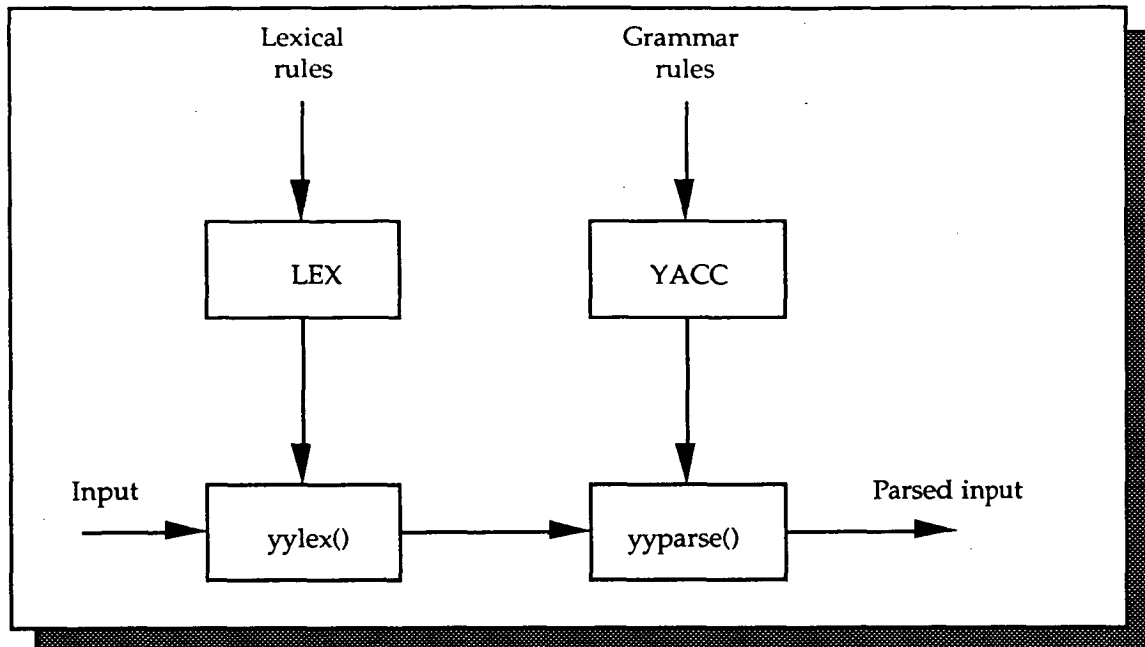 Lexical
rules
Grammar
rules
LEX
YACC
Input
yylex()
yyparse()
Parsed input